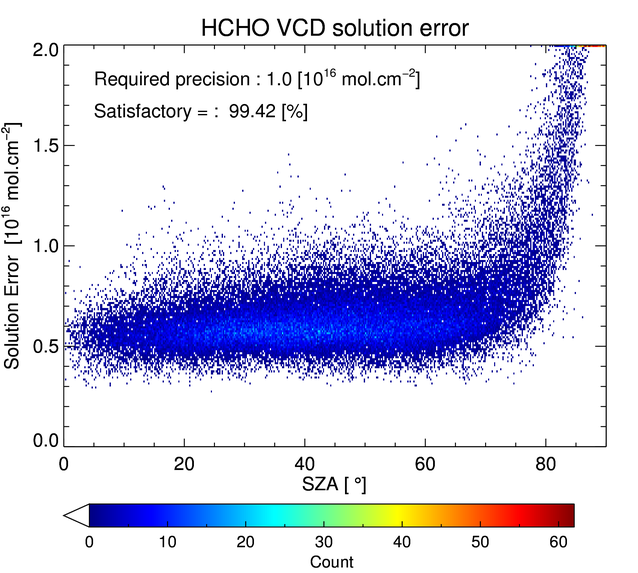 HCHO VCD solution error
Required precision : 1.0 [10¹⁶ mol.cm⁻²]
Satisfactory = : 99.42 [%]
Solution Error [10¹⁶ mol.cm⁻²]
2.0
1.5
1.0
0.5
0.0
0 20 40 60 80
SZA [ °]
0 10 20 30 40 50 60
Count